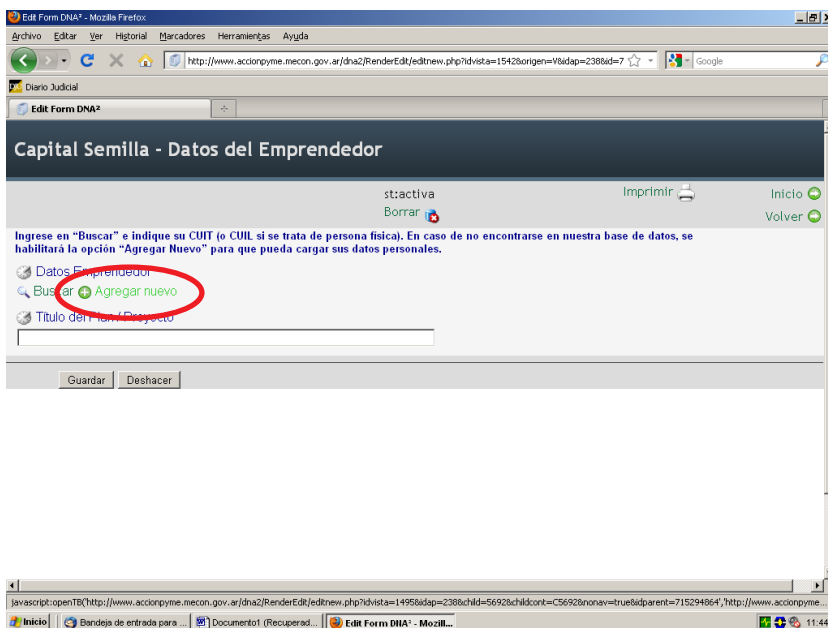 Edit Form DNA² - Mozilla Firefox
Archivo Editar Ver Historial Marcadores Herramientas Ayuda
http://www.accionpyme.mecon.gov.ar/dna2/RenderEdit/editnew.php?idvista=1542&origen=V&idap=238&id=7
Google
Diario Judicial
Edit Form DNA²
Capital Semilla - Datos del Emprendedor
st:activa Imprimir Inicio
Borrar Volver
Ingrese en “Buscar” e indique su CUIT (o CUIL si se trata de persona física). En caso de no encontrarse en nuestra base de datos, se
habilitará la opción “Agregar Nuevo” para que pueda cargar sus datos personales.
Datos Emprendedor
Buscar Agregar nuevo
Título del Plan / Proyecto
Guardar Deshacer
javascript:openTB('http://www.accionpyme.mecon.gov.ar/dna2/RenderEdit/editnew.php?idvista=1495&idap=238&child=5692&childcont=C5692&nonav=true&idparent=715294864','http://www.accionpyme...
Inicio Bandeja de entrada para ... Documento1 (Recuperad... Edit Form DNA² - Mozill... 11:44